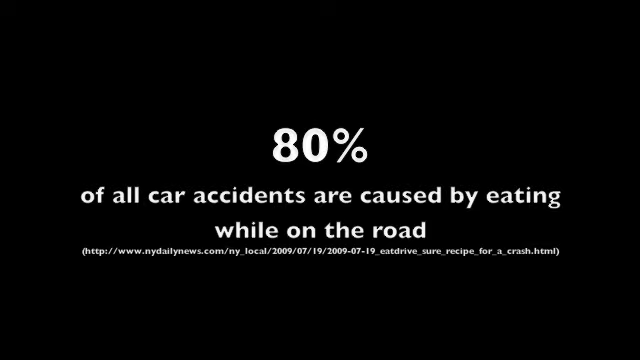 80%
of all car accidents are caused by eating
while on the road
(http://www.nydailynews.com/ny_local/2009/07/19/2009-07-19_eatdrive_sure_recipe_for_a_crash.html)